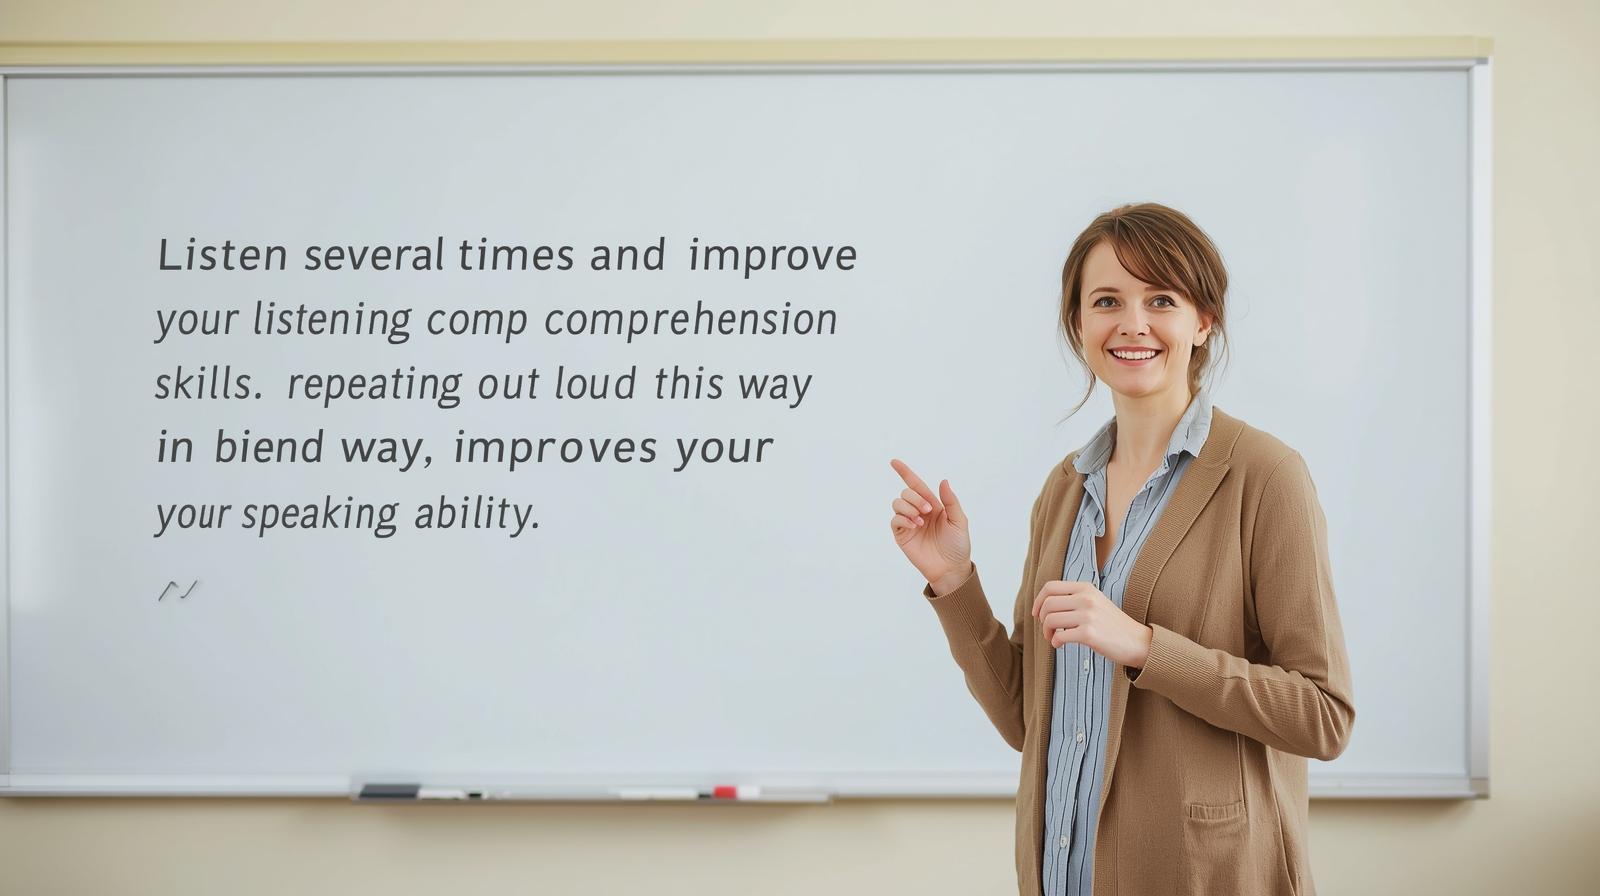 Listen several times and improve
your listening comp comprehension
skills. repeating out loud this way
in biend way, improves your
your speaking ability.